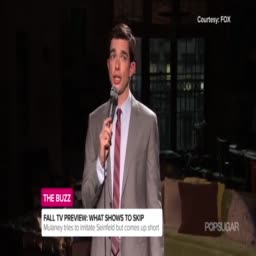 Courtesy: FOX
THE BUZZ
FALL TV PREVIEW: WHAT SHOWS TO SKIP
Mulaney tries to imitate Seinfeld but comes up short
POPSUGAR